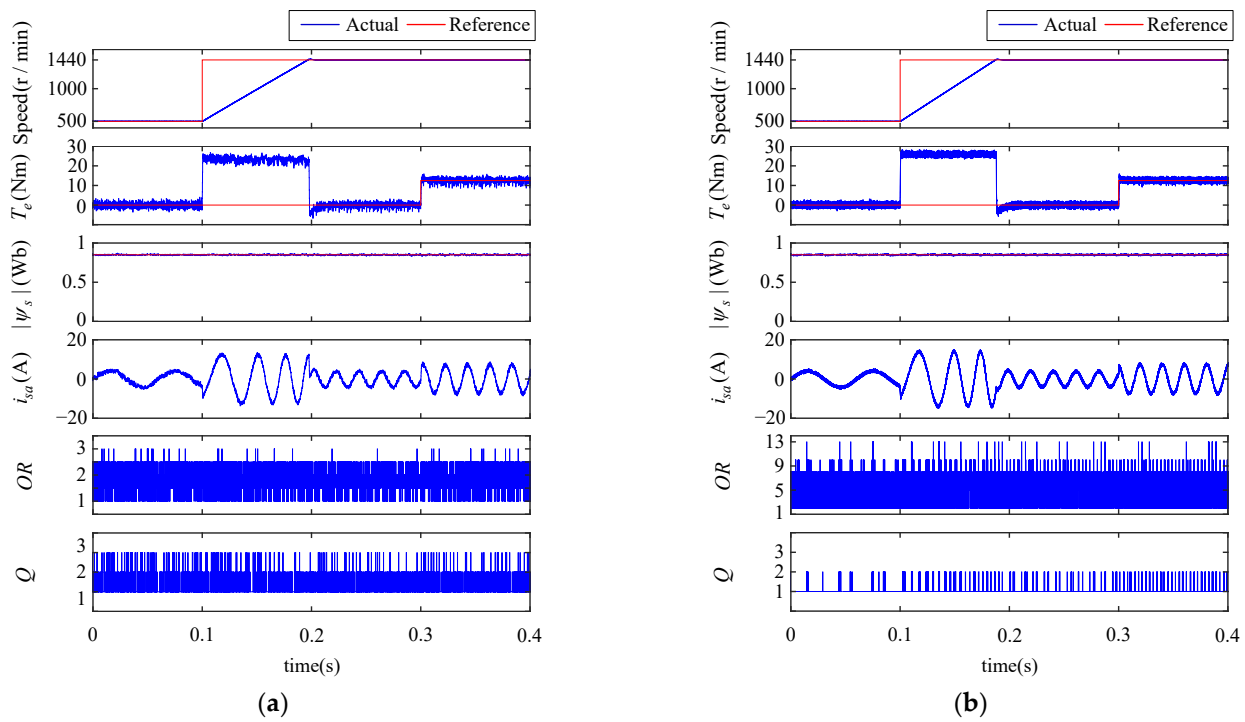 Actual Reference
Speed(r / min)
1440
1000
500
T_e(Nm)
30
20
10
0
|ψ_s|(Wb)
1
0.5
0
i_sa(A)
20
0
−20
OR
3
2
1
Q
3
2
1
0 0.1 0.2 0.3 0.4
time(s)
(a)
Actual Reference
Speed(r / min)
1440
1000
500
T_e(Nm)
30
20
10
0
|ψ_s|(Wb)
1
0.5
0
i_sa(A)
20
0
−20
OR
13
9
5
1
Q
3
2
1
0 0.1 0.2 0.3 0.4
time(s)
(b)